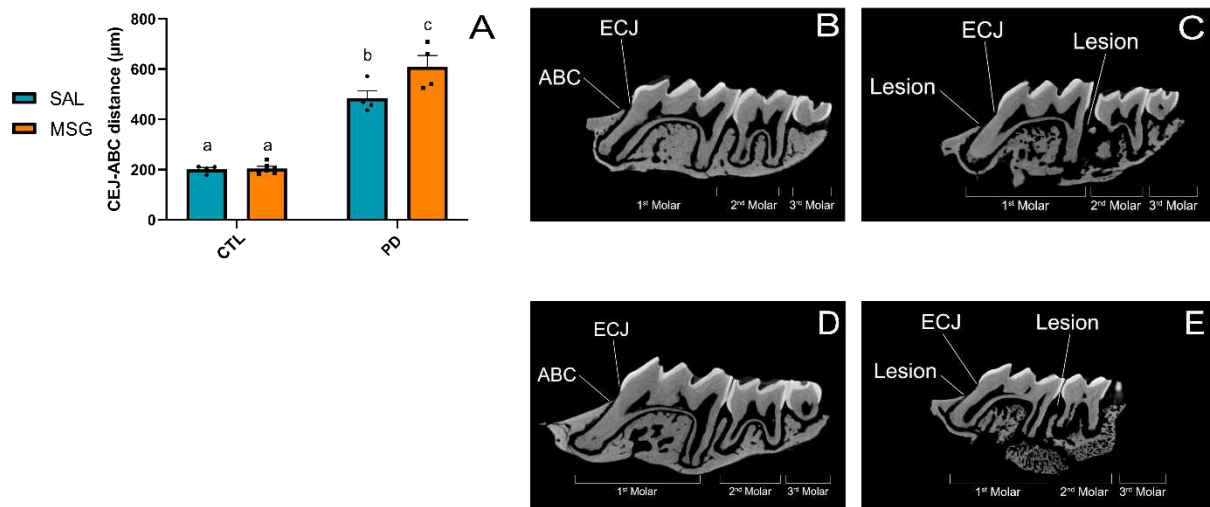 A
CEJ-ABC distance (µm)
800
600
400
200
0
a
a
b
c
CTL
PD
SAL
MSG
B
ECJ
ABC
1st Molar
2nd Molar
3rd Molar
C
ECJ
Lesion
Lesion
1st Molar
2nd Molar
3rd Molar
D
ECJ
ABC
1st Molar
2nd Molar
3rd Molar
E
ECJ
Lesion
Lesion
1st Molar
2nd Molar
3rd Molar